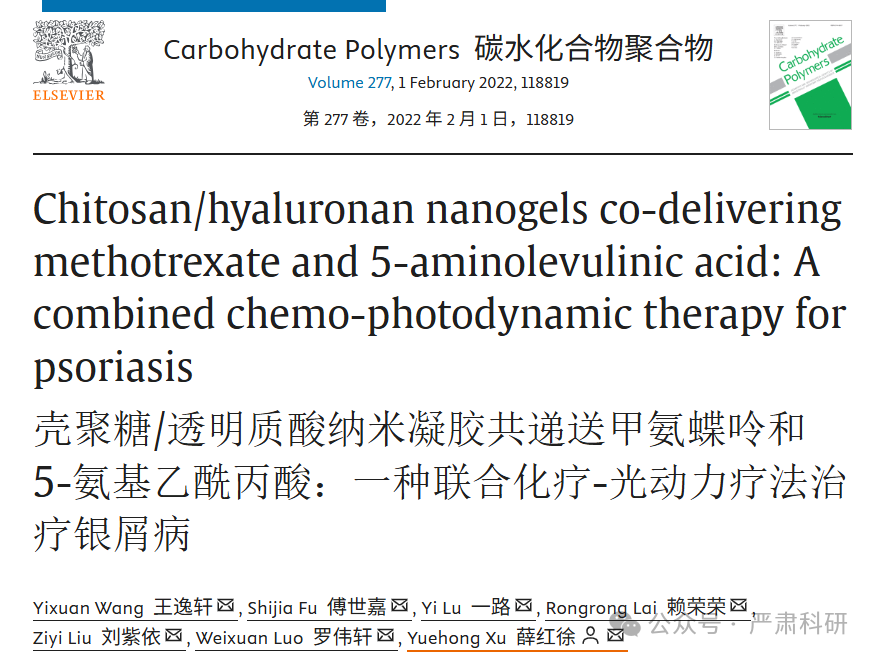 ELSEVIER
Carbohydrate Polymers 碳水化合物聚合物
Volume 277, 1 February 2022, 118819
第 277 卷，2022 年 2 月 1 日，118819
Carbohydrate
Polymers
Chitosan/hyaluronan nanogels co-delivering
methotrexate and 5-aminolevulinic acid: A
combined chemo-photodynamic therapy for
psoriasis
壳聚糖/透明质酸纳米凝胶共递送甲氨蝶呤和
5-氨基乙酰丙酸：一种联合化疗-光动力疗法治
疗银屑病
Yixuan Wang 王逸轩, Shijia Fu 傅世嘉, Yi Lu 一路, Rongrong Lai 赖荣荣,
Ziyi Liu 刘紫依, Weixuan Luo 罗伟轩, Yuehong Xu 薛红徐
公众号 · 严肃科研